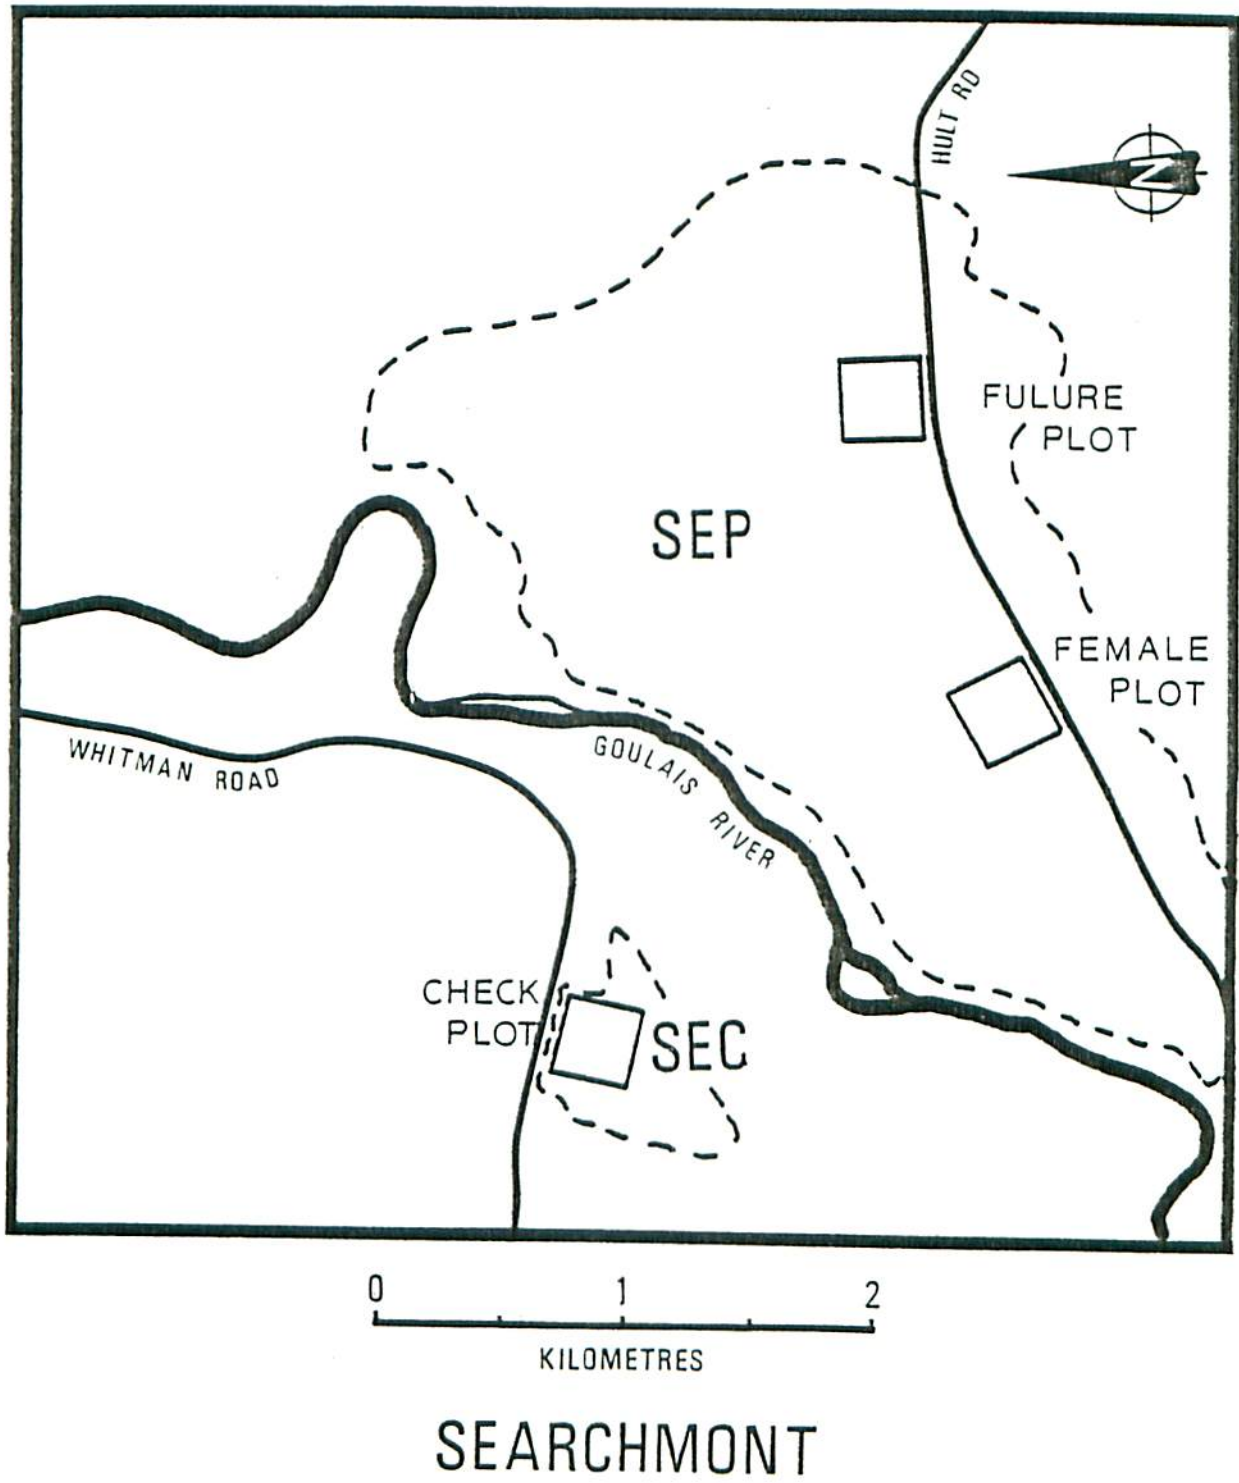 HULT RD
N
FULURE
PLOT
SEP
FEMALE
PLOT
WHITMAN ROAD
GOULAIS RIVER
CHECK
PLOT
SEC
0 1 2
KILOMETRES
SEARCHMONT